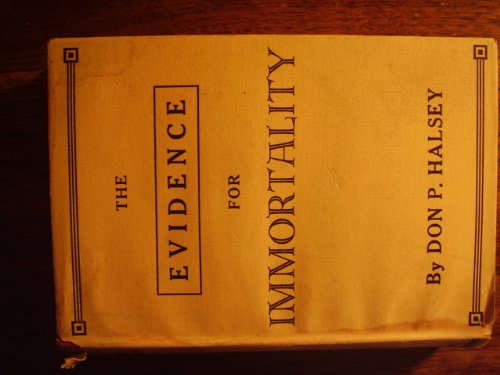 THE
EVIDENCE
FOR
IMMORTALITY
By DON P. HALSEY